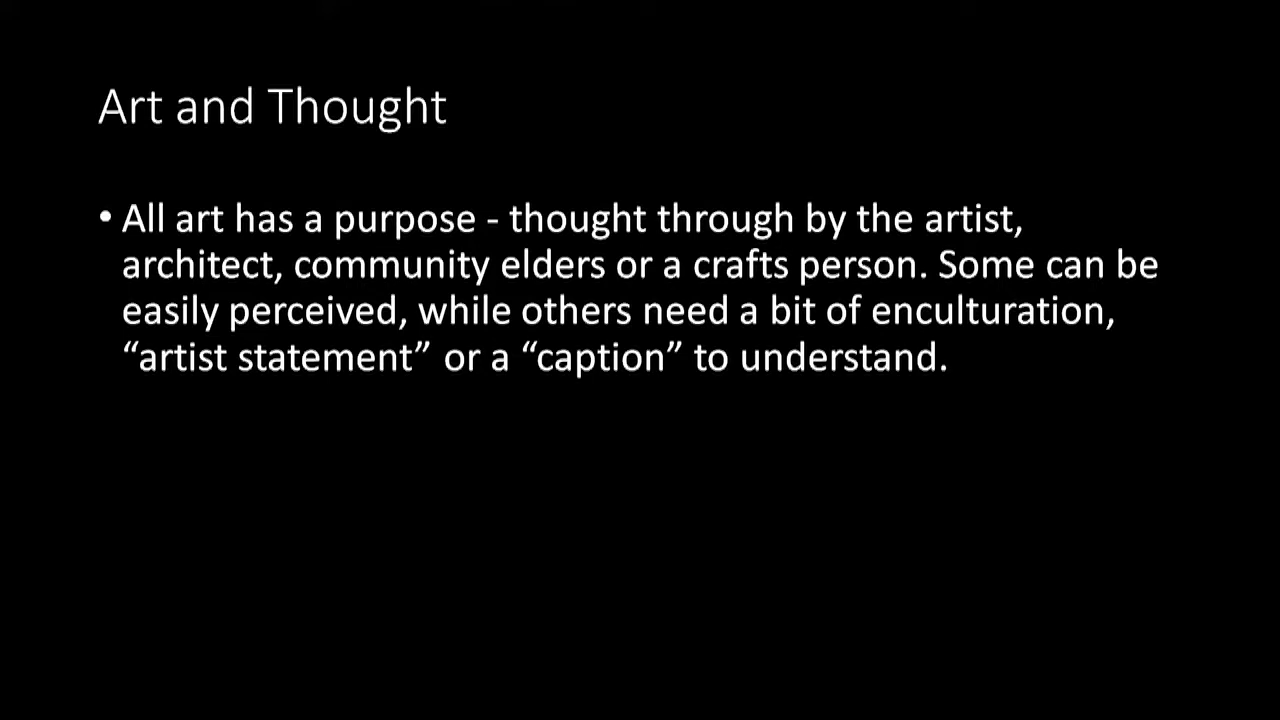 Art and Thought
• All art has a purpose - thought through by the artist,
architect, community elders or a crafts person. Some can be
easily perceived, while others need a bit of enculturation,
“artist statement” or a “caption” to understand.